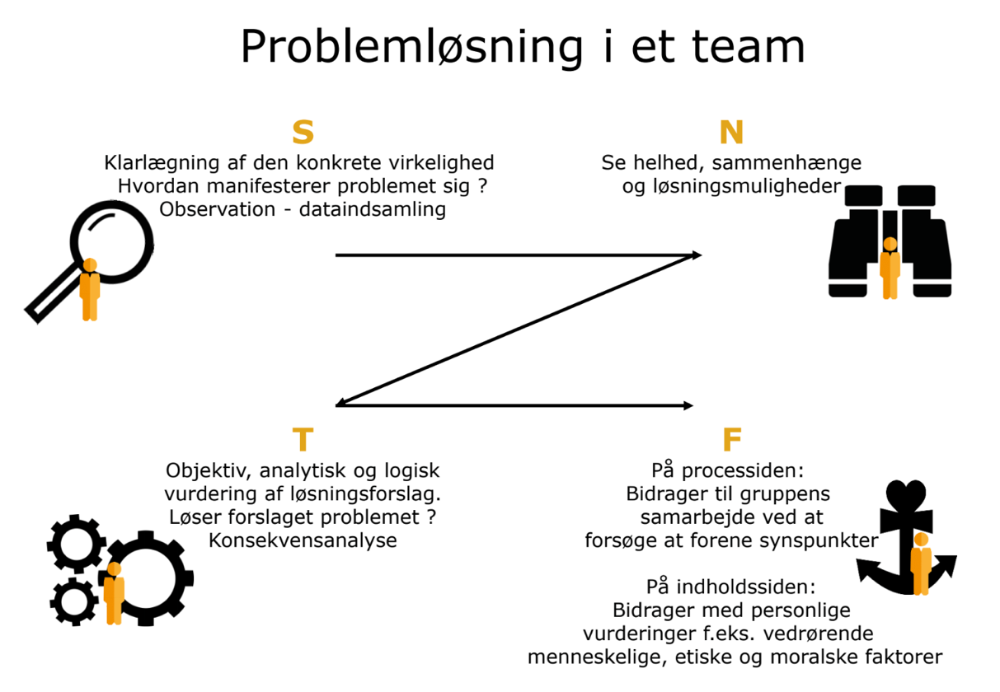 Problemløsning i et team
S
Klarlægning af den konkrete virkelighed
Hvordan manifesterer problemet sig ?
Observation - dataindsamling
N
Se helhed, sammenhænge
og løsningsmuligheder
T
Objektiv, analytisk og logisk
vurdering af løsningsforslag.
Løser forslaget problemet ?
Konsekvensanalyse
F
På processiden:
Bidrager til gruppens
samarbejde ved at
forsøge at forene synspunkter
På indholdssiden:
Bidrager med personlige
vurderinger f.eks. vedrørende
menneskelige, etiske og moralske faktorer